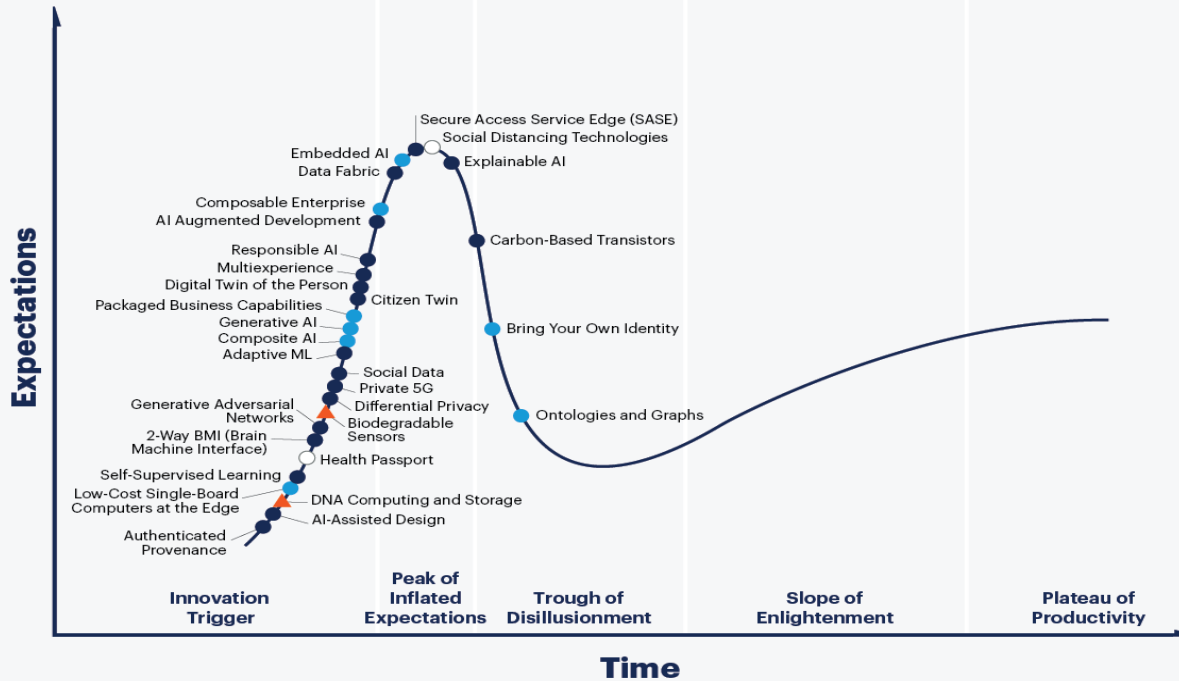 Expectations
Secure Access Service Edge (SASE)
Social Distancing Technologies
Embedded AI
Explainable AI
Data Fabric
Composable Enterprise
AI Augmented Development
Carbon-Based Transistors
Responsible AI
Multiexperience
Digital Twin of the Person
Citizen Twin
Packaged Business Capabilities
Generative AI
Bring Your Own Identity
Composite AI
Adaptive ML
Social Data
Private 5G
Generative Adversarial
Networks
Differential Privacy
Ontologies and Graphs
Biodegradable
Sensors
2-Way BMI (Brain
Machine Interface)
Health Passport
Self-Supervised Learning
Low-Cost Single-Board
Computers at the Edge
DNA Computing and Storage
AI-Assisted Design
Authenticated
Provenance
Innovation
Trigger
Peak of
Inflated
Expectations
Trough of
Disillusionment
Slope of
Enlightenment
Plateau of
Productivity
Time